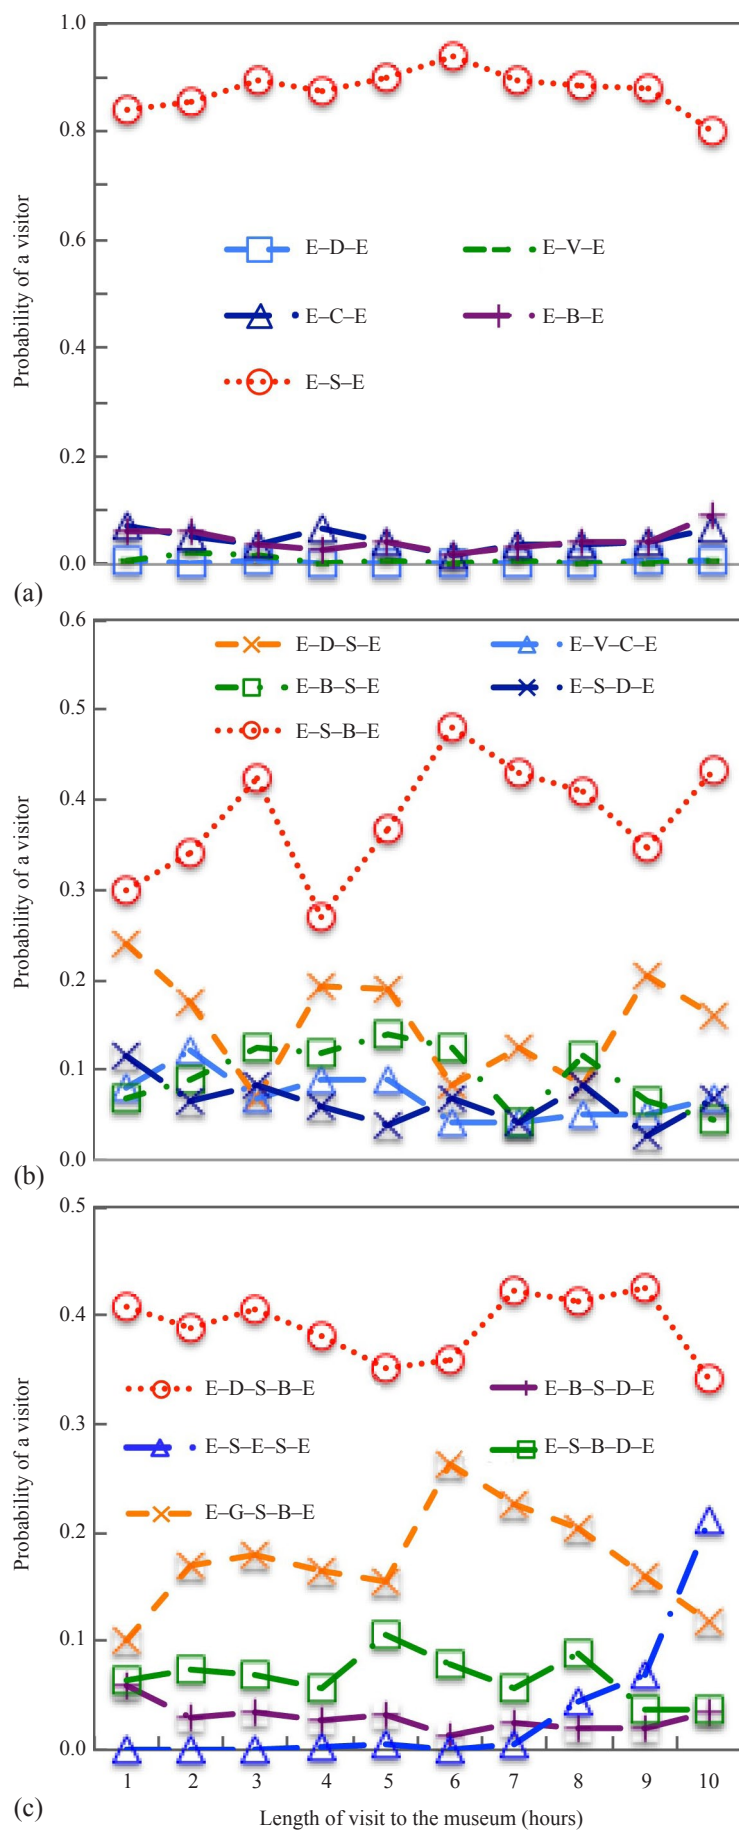 1.0
0.8
0.6
0.4
0.2
0.0
Probability of a visitor
E–D–E
E–V–E
E–C–E
E–B–E
E–S–E
(a)
0.6
0.5
0.4
0.3
0.2
0.1
0.0
Probability of a visitor
E–D–S–E
E–V–C–E
E–B–S–E
E–S–D–E
E–S–B–E
(b)
0.5
0.4
0.3
0.2
0.1
0.0
Probability of a visitor
E–D–S–B–E
E–B–S–D–E
E–S–E–S–E
E–S–B–D–E
E–G–S–B–E
1 2 3 4 5 6 7 8 9 10
(c)
Length of visit to the museum (hours)